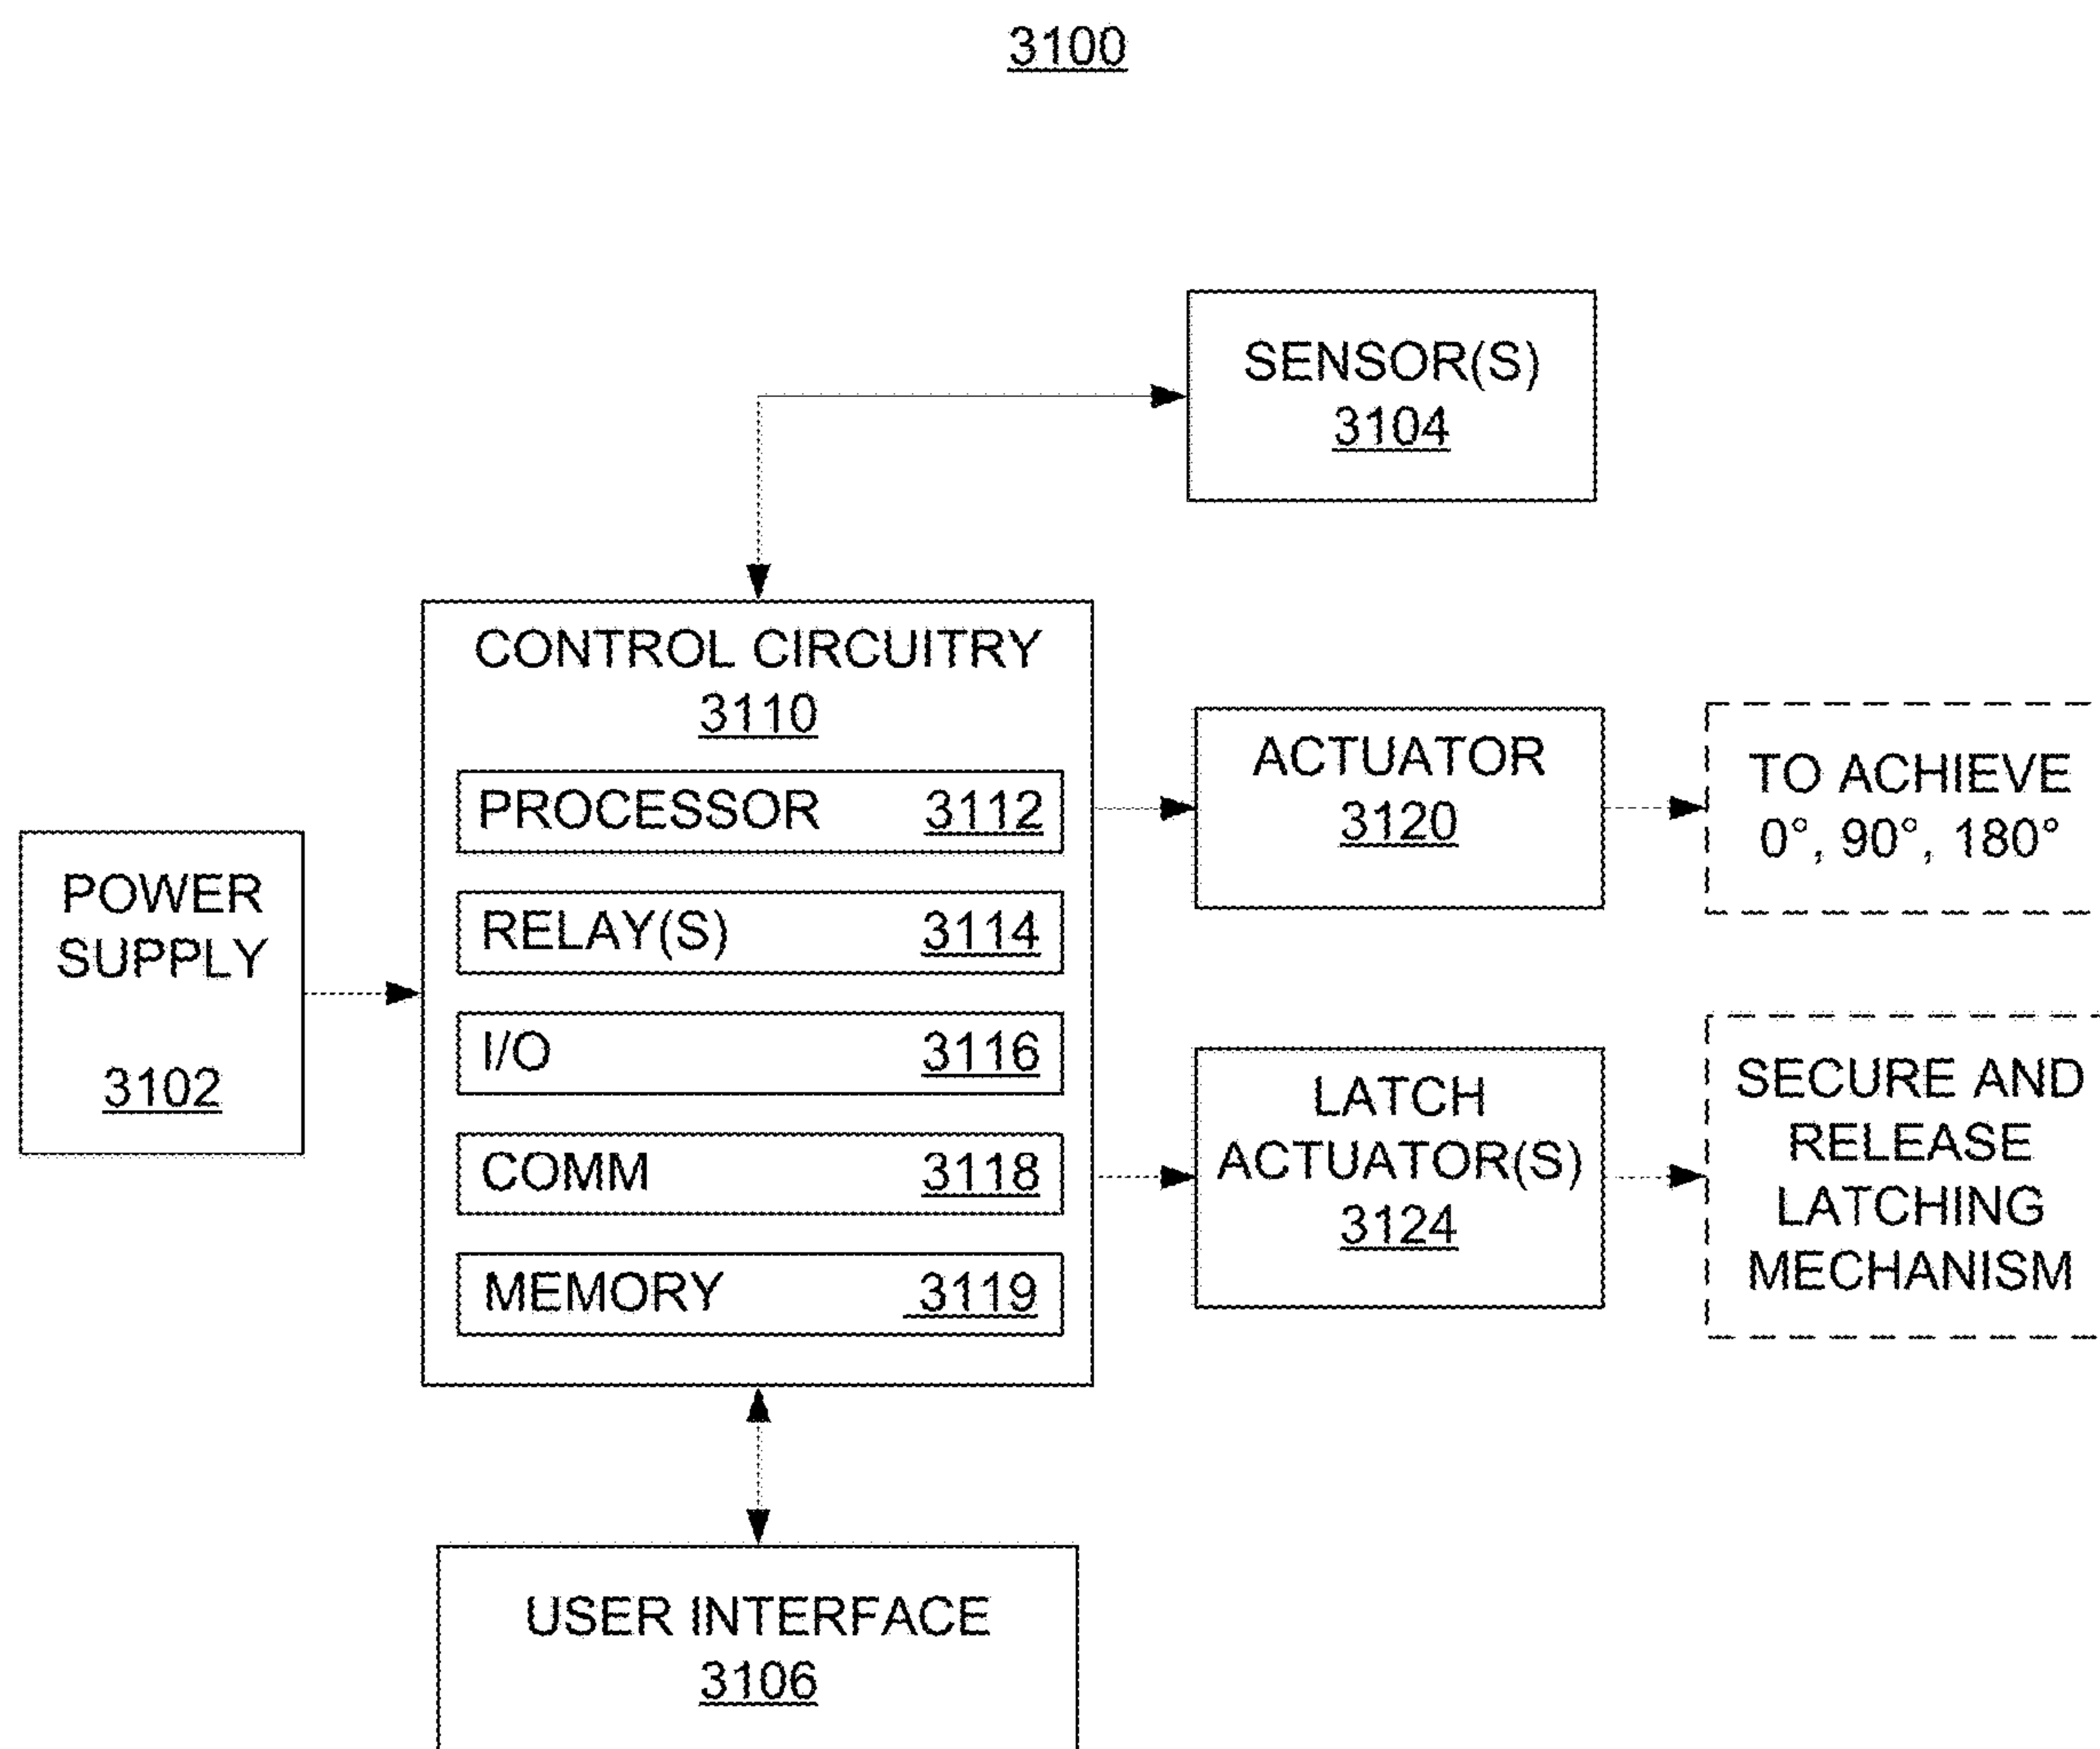 3100
SENSOR(S)
3104
CONTROL CIRCUITRY
3110
PROCESSOR 3112
RELAY(S) 3114
I/O 3116
COMM 3118
MEMORY 3119
POWER
SUPPLY
3102
ACTUATOR
3120
TO ACHIEVE
0°, 90°, 180°
LATCH
ACTUATOR(S)
3124
SECURE AND
RELEASE
LATCHING
MECHANISM
USER INTERFACE
3106